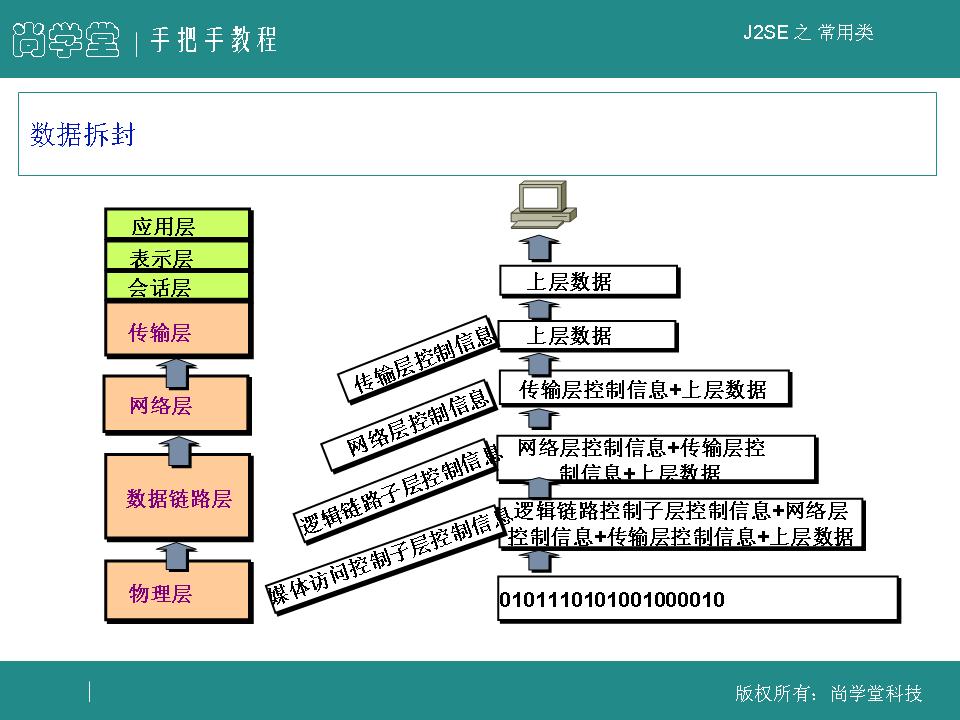 尚学堂
手把手教程
J2SE 之 常用类
数据拆封
应用层
表示层
会话层
传输层
网络层
数据链路层
物理层
上层数据
上层数据
传输层控制信息
传输层控制信息+上层数据
网络层控制信息
网络层控制信息+传输层控
制信息+上层数据
逻辑链路子层控制信息
逻辑链路控制子层控制信息+网络层
控制信息+传输层控制信息+上层数据
媒体访问控制子层控制信息
0101110101001000010
版权所有：尚学堂科技